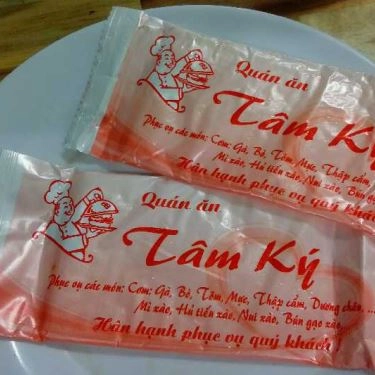 Quán ăn
Tâm Ký
Phục vụ các món: Cơm: Gà, Bò, Tôm, Mực, Thập cẩm,
Mì xào, Hủ tiếu xào, Nui xào, Bún
Hân hạnh phục vụ quý khách
Quán ăn
Tâm Ký
Phục vụ các món: Cơm: Gà, Bò, Tôm, Mực, Thập cẩm, Dương châu, ...
Mì xào, Hủ tiếu xào, Nui xào, Bún gạo xào
Hân hạnh phục vụ quý khách